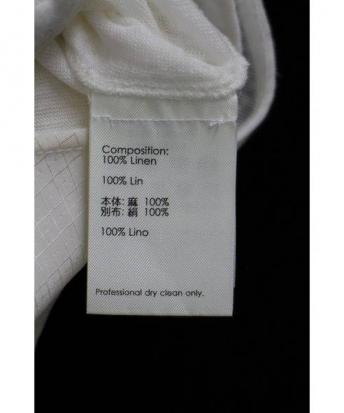 Composition:
100% Linen
100% Lin
本体: 麻 100%
別布: 絹 100%
100% Lino
Professional dry clean only.